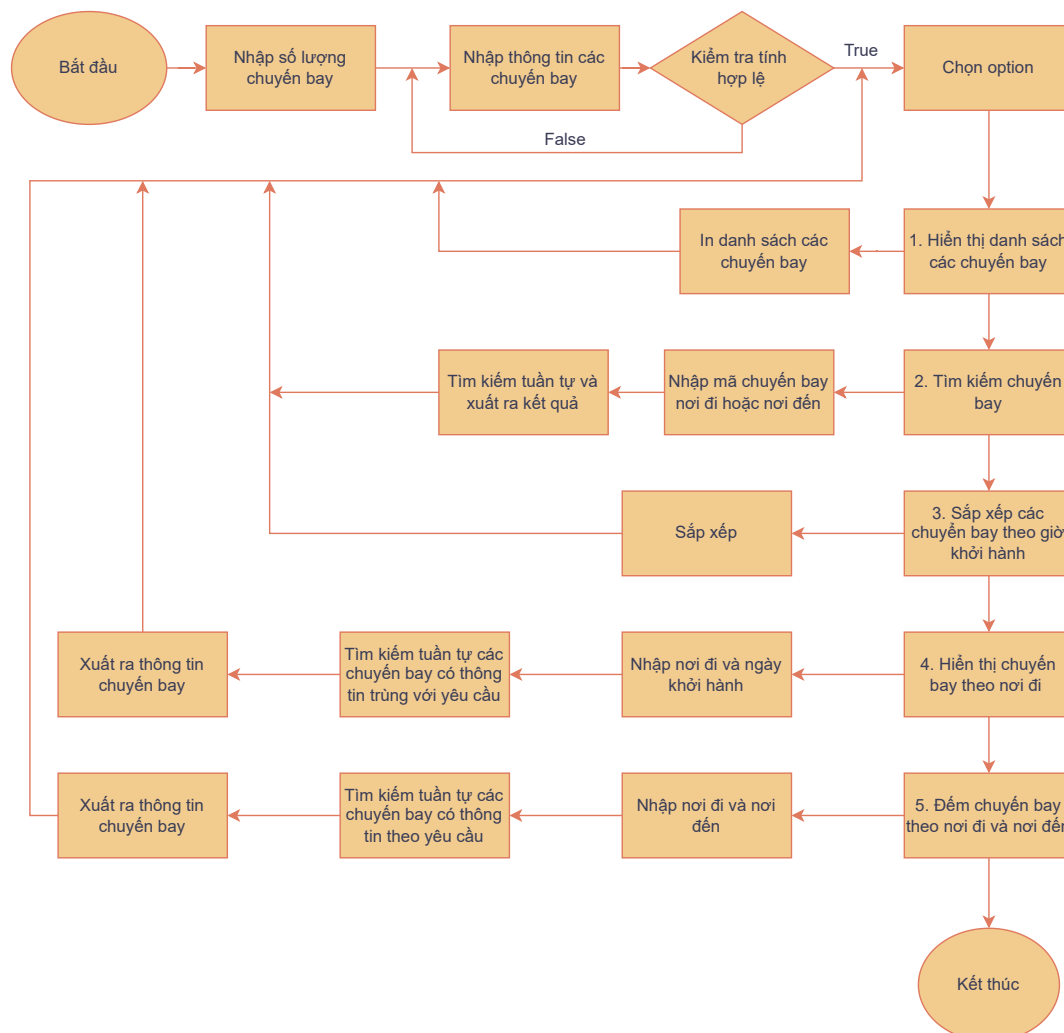 Bắt đầu
Nhập số lượng
chuyến bay
Nhập thông tin các
chuyến bay
Kiểm tra tính
hợp lệ
True
Chọn option
False
In danh sách các
chuyến bay
1. Hiển thị danh sách
các chuyến bay
Tìm kiếm tuần tự và
xuất ra kết quả
Nhập mã chuyến bay
nơi đi hoặc nơi đến
2. Tìm kiếm chuyến
bay
Sắp xếp
3. Sắp xếp các
chuyển bay theo giờ
khởi hành
Xuất ra thông tin
chuyến bay
Tìm kiếm tuần tự các
chuyến bay có thông
tin trùng với yêu cầu
Nhập nơi đi và ngày
khởi hành
4. Hiển thị chuyến
bay theo nơi đi
Xuất ra thông tin
chuyến bay
Tìm kiếm tuần tự các
chuyến bay có thông
tin theo yêu cầu
Nhập nơi đi và nơi
đến
5. Đếm chuyến bay
theo nơi đi và nơi đến
Kết thúc